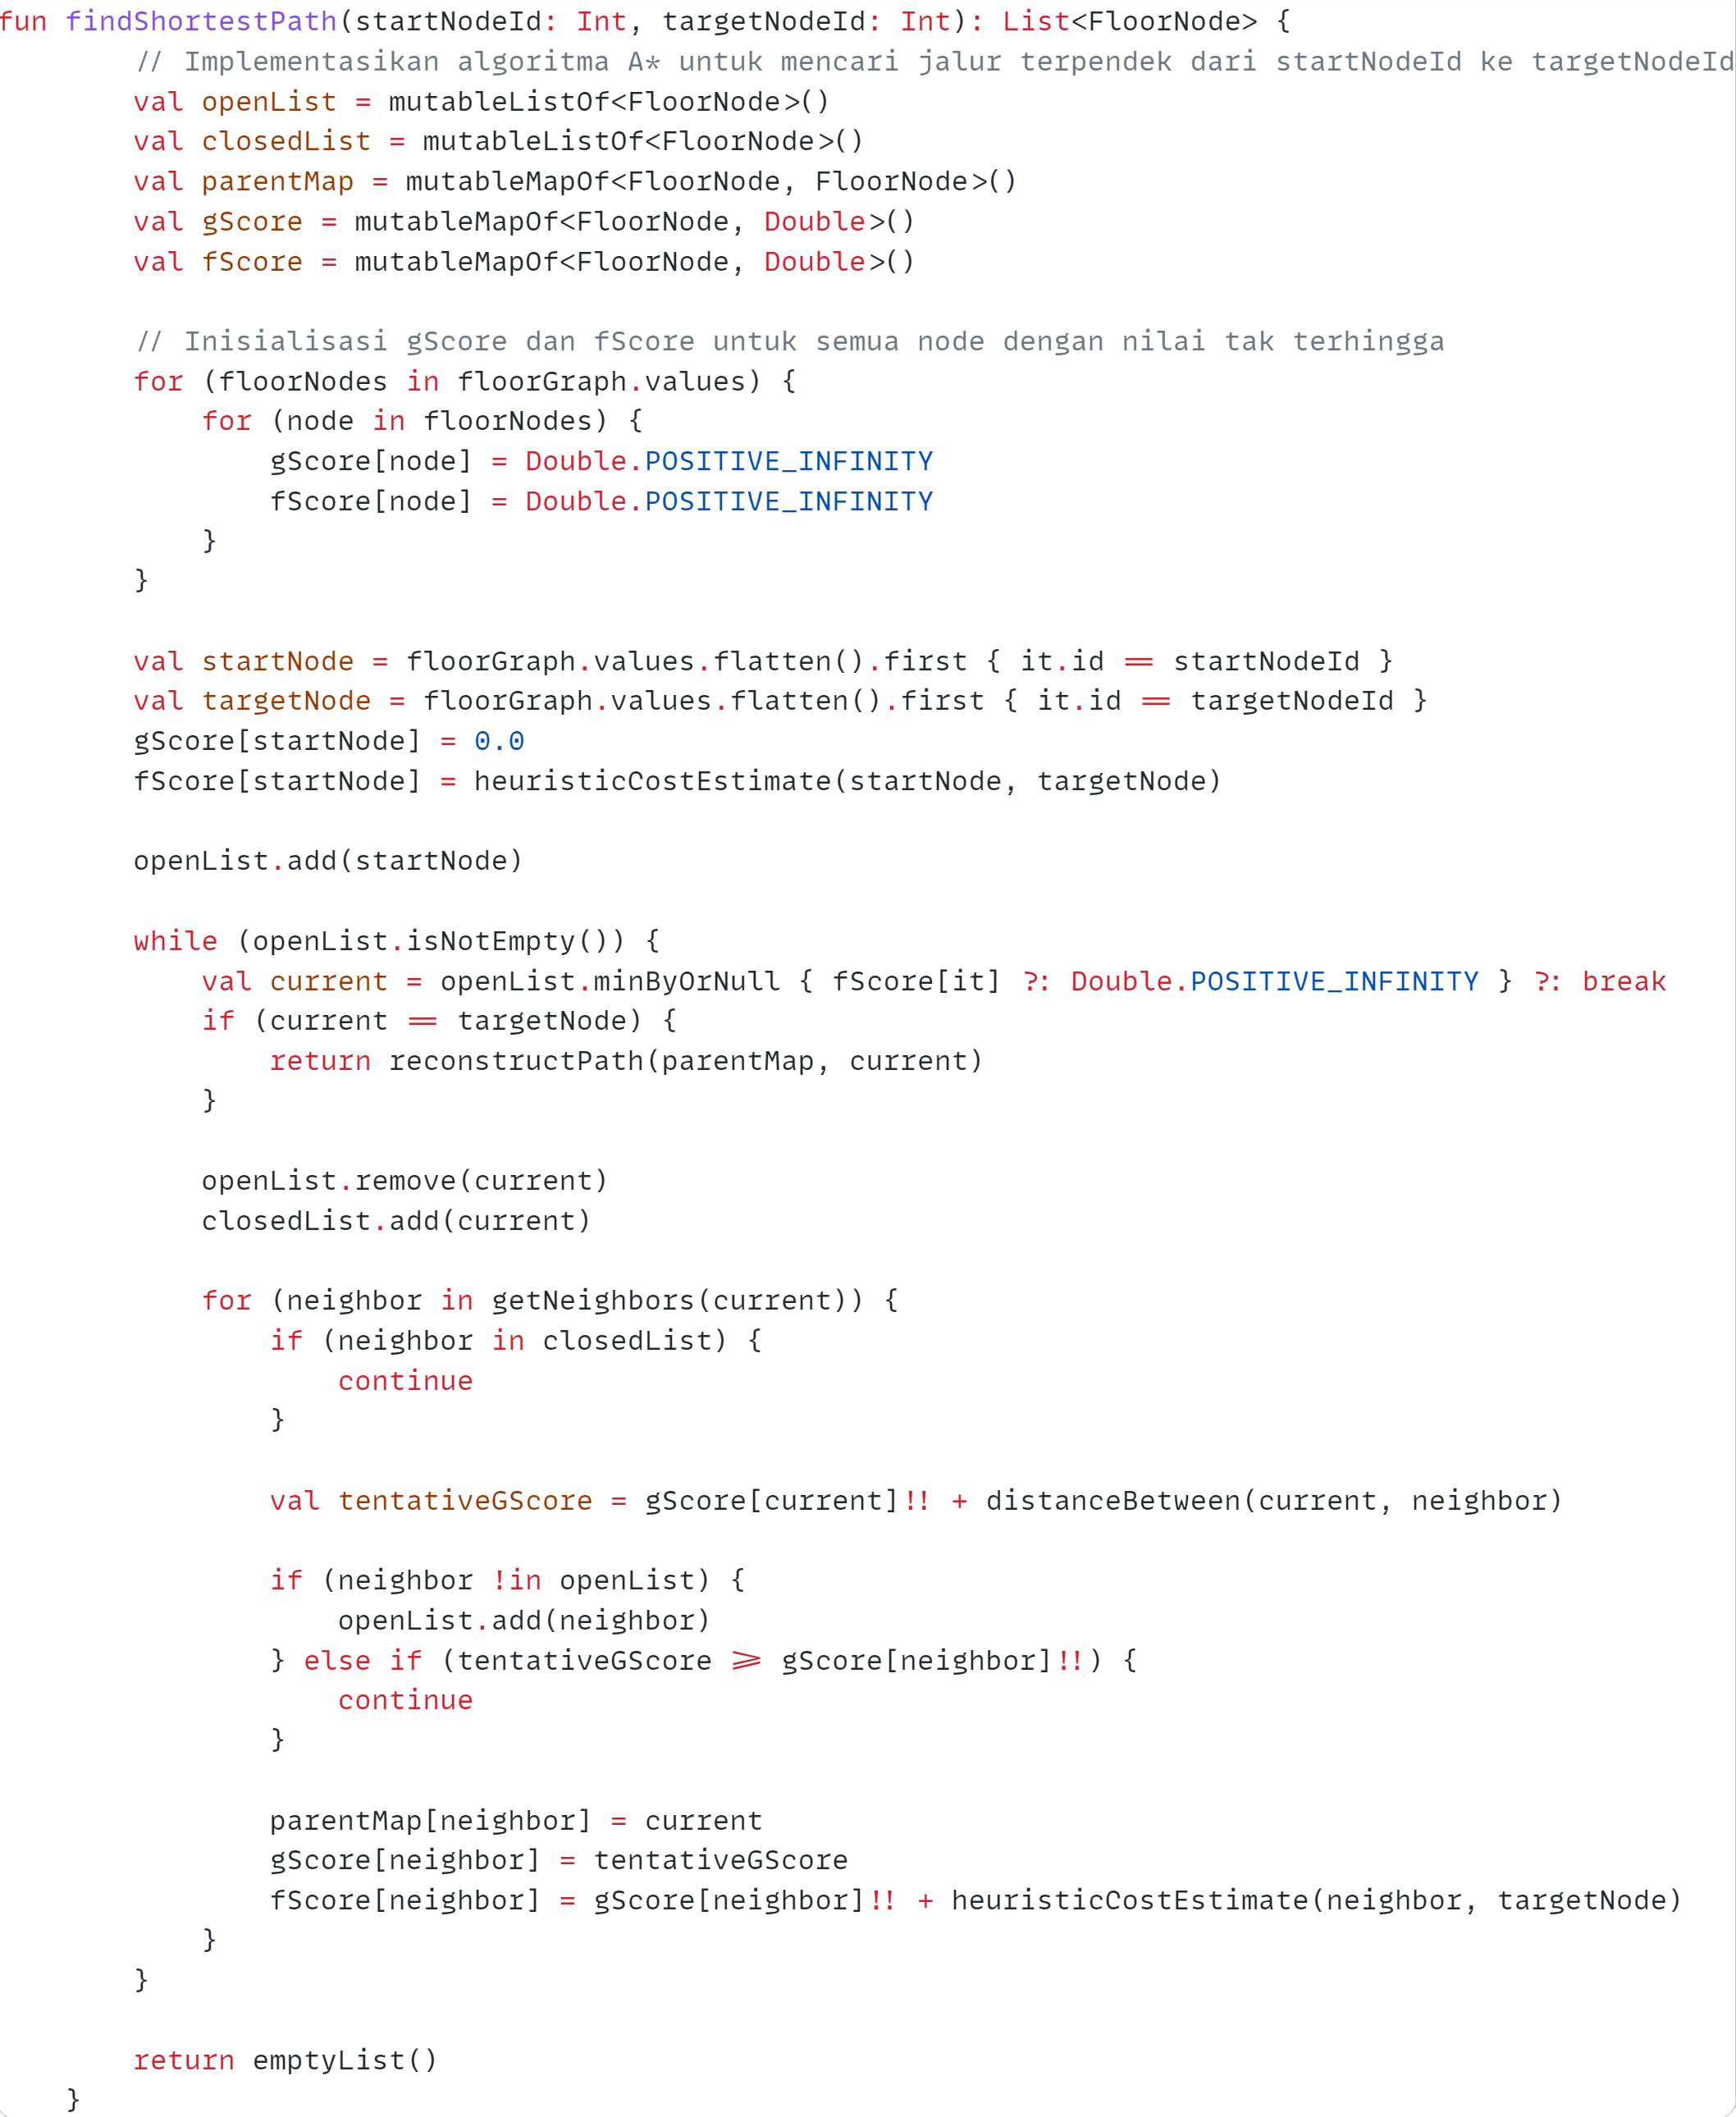 fun findShortestPath(startNodeId: Int, targetNodeId: Int): List<FloorNode> {
        // Implementasikan algoritma A* untuk mencari jalur terpendek dari startNodeId ke targetNodeId
        val openList = mutableListOf<FloorNode>()
        val closedList = mutableListOf<FloorNode>()
        val parentMap = mutableMapOf<FloorNode, FloorNode>()
        val gScore = mutableMapOf<FloorNode, Double>()
        val fScore = mutableMapOf<FloorNode, Double>()

        // Inisialisasi gScore dan fScore untuk semua node dengan nilai tak terhingga
        for (floorNodes in floorGraph.values) {
            for (node in floorNodes) {
                gScore[node] = Double.POSITIVE_INFINITY
                fScore[node] = Double.POSITIVE_INFINITY
            }
        }

        val startNode = floorGraph.values.flatten().first { it.id == startNodeId }
        val targetNode = floorGraph.values.flatten().first { it.id == targetNodeId }
        gScore[startNode] = 0.0
        fScore[startNode] = heuristicCostEstimate(startNode, targetNode)

        openList.add(startNode)

        while (openList.isNotEmpty()) {
            val current = openList.minByOrNull { fScore[it] ?: Double.POSITIVE_INFINITY } ?: break
            if (current == targetNode) {
                return reconstructPath(parentMap, current)
            }

            openList.remove(current)
            closedList.add(current)

            for (neighbor in getNeighbors(current)) {
                if (neighbor in closedList) {
                    continue
                }

                val tentativeGScore = gScore[current]!! + distanceBetween(current, neighbor)

                if (neighbor !in openList) {
                    openList.add(neighbor)
                } else if (tentativeGScore >= gScore[neighbor]!!) {
                    continue
                }

                parentMap[neighbor] = current
                gScore[neighbor] = tentativeGScore
                fScore[neighbor] = gScore[neighbor]!! + heuristicCostEstimate(neighbor, targetNode)
            }
        }

        return emptyList()
    }